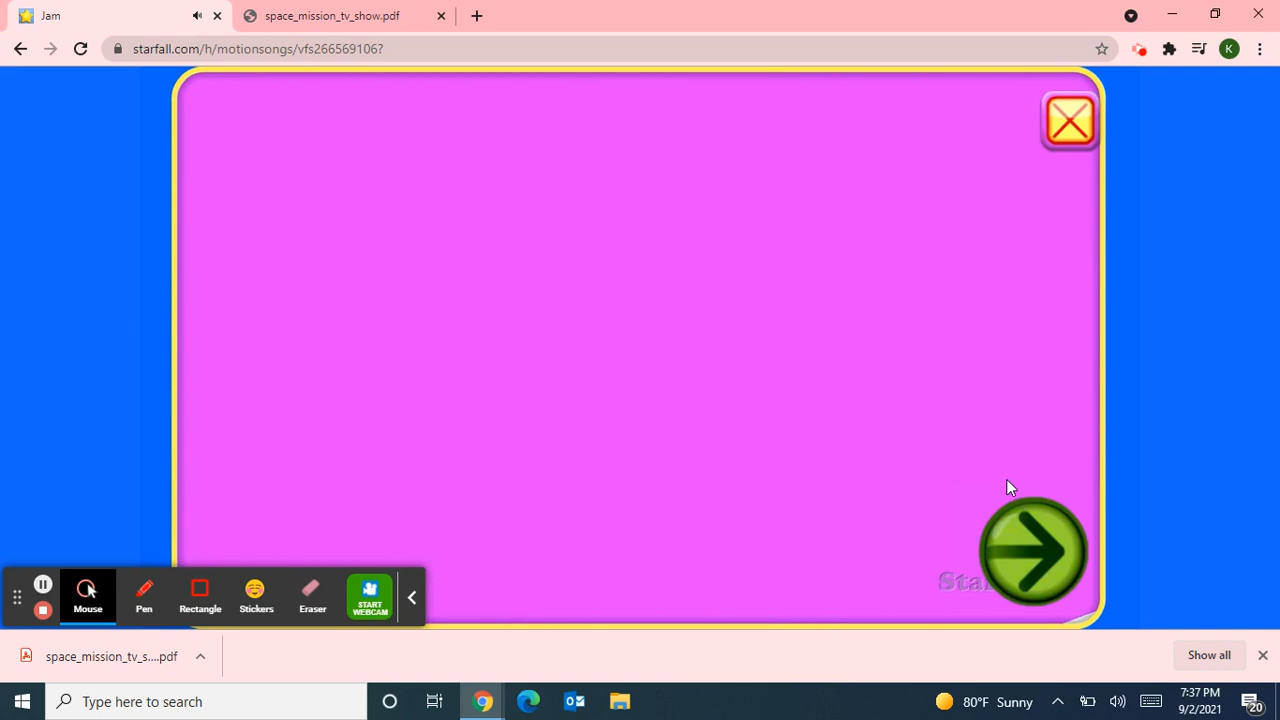 Jam
space_mission_tv_show.pdf
starfall.com/h/motionsongs/vfs266569106?
K
Mouse
Pen
Rectangle
Stickers
Eraser
START
WEBCAM
space_mission_tv_s....pdf
Show all
Type here to search
80°F Sunny
7:37 PM
9/2/2021
20